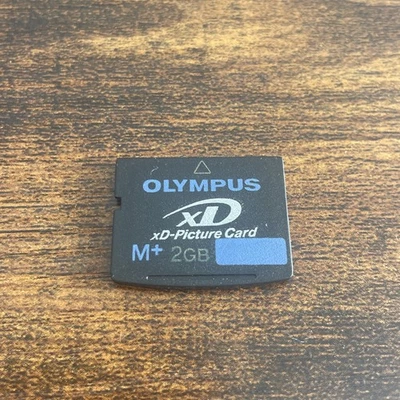 OLYMPUS
xD
xD-Picture Card
M+ 2GB